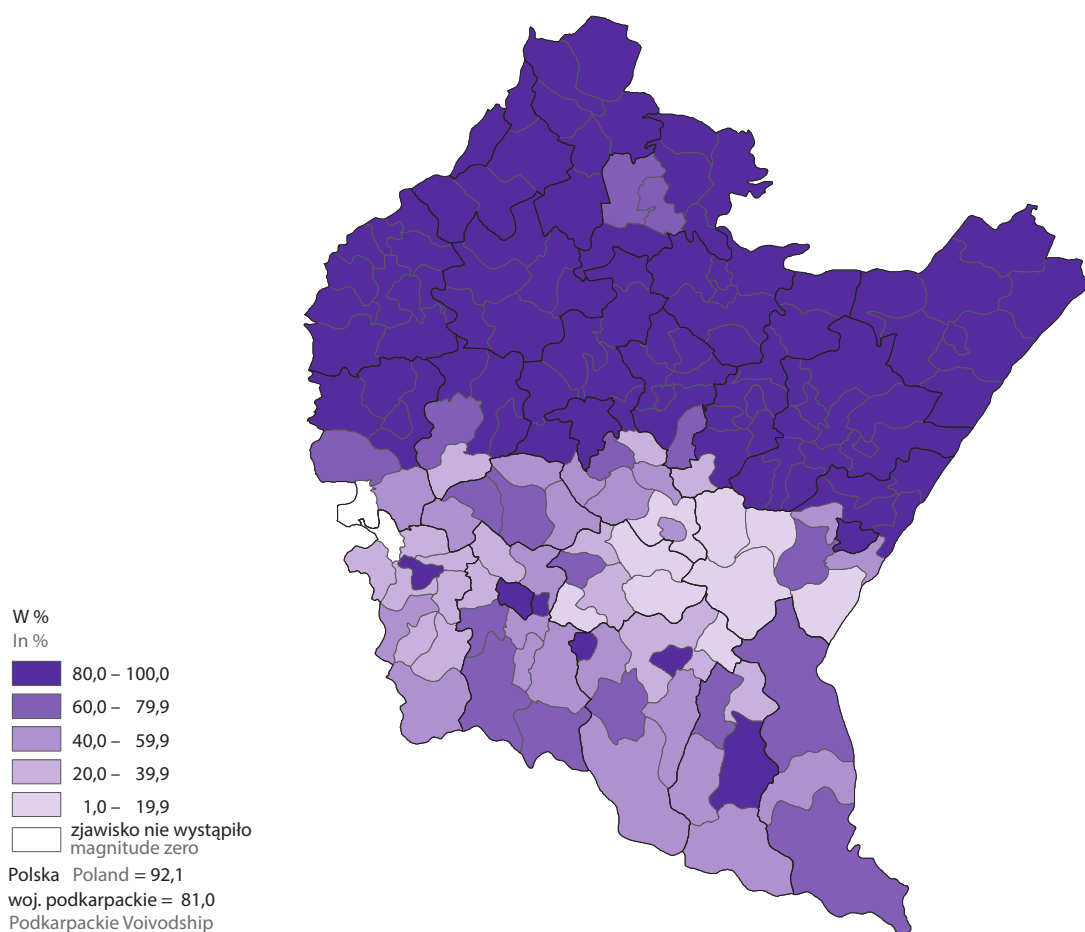 W %
In %
80,0 – 100,0
60,0 – 79,9
40,0 – 59,9
20,0 – 39,9
1,0 – 19,9
zjawisko nie wystąpiło
magnitude zero
Polska Poland = 92,1
woj. podkarpackie = 81,0
Podkarpackie Voivodship